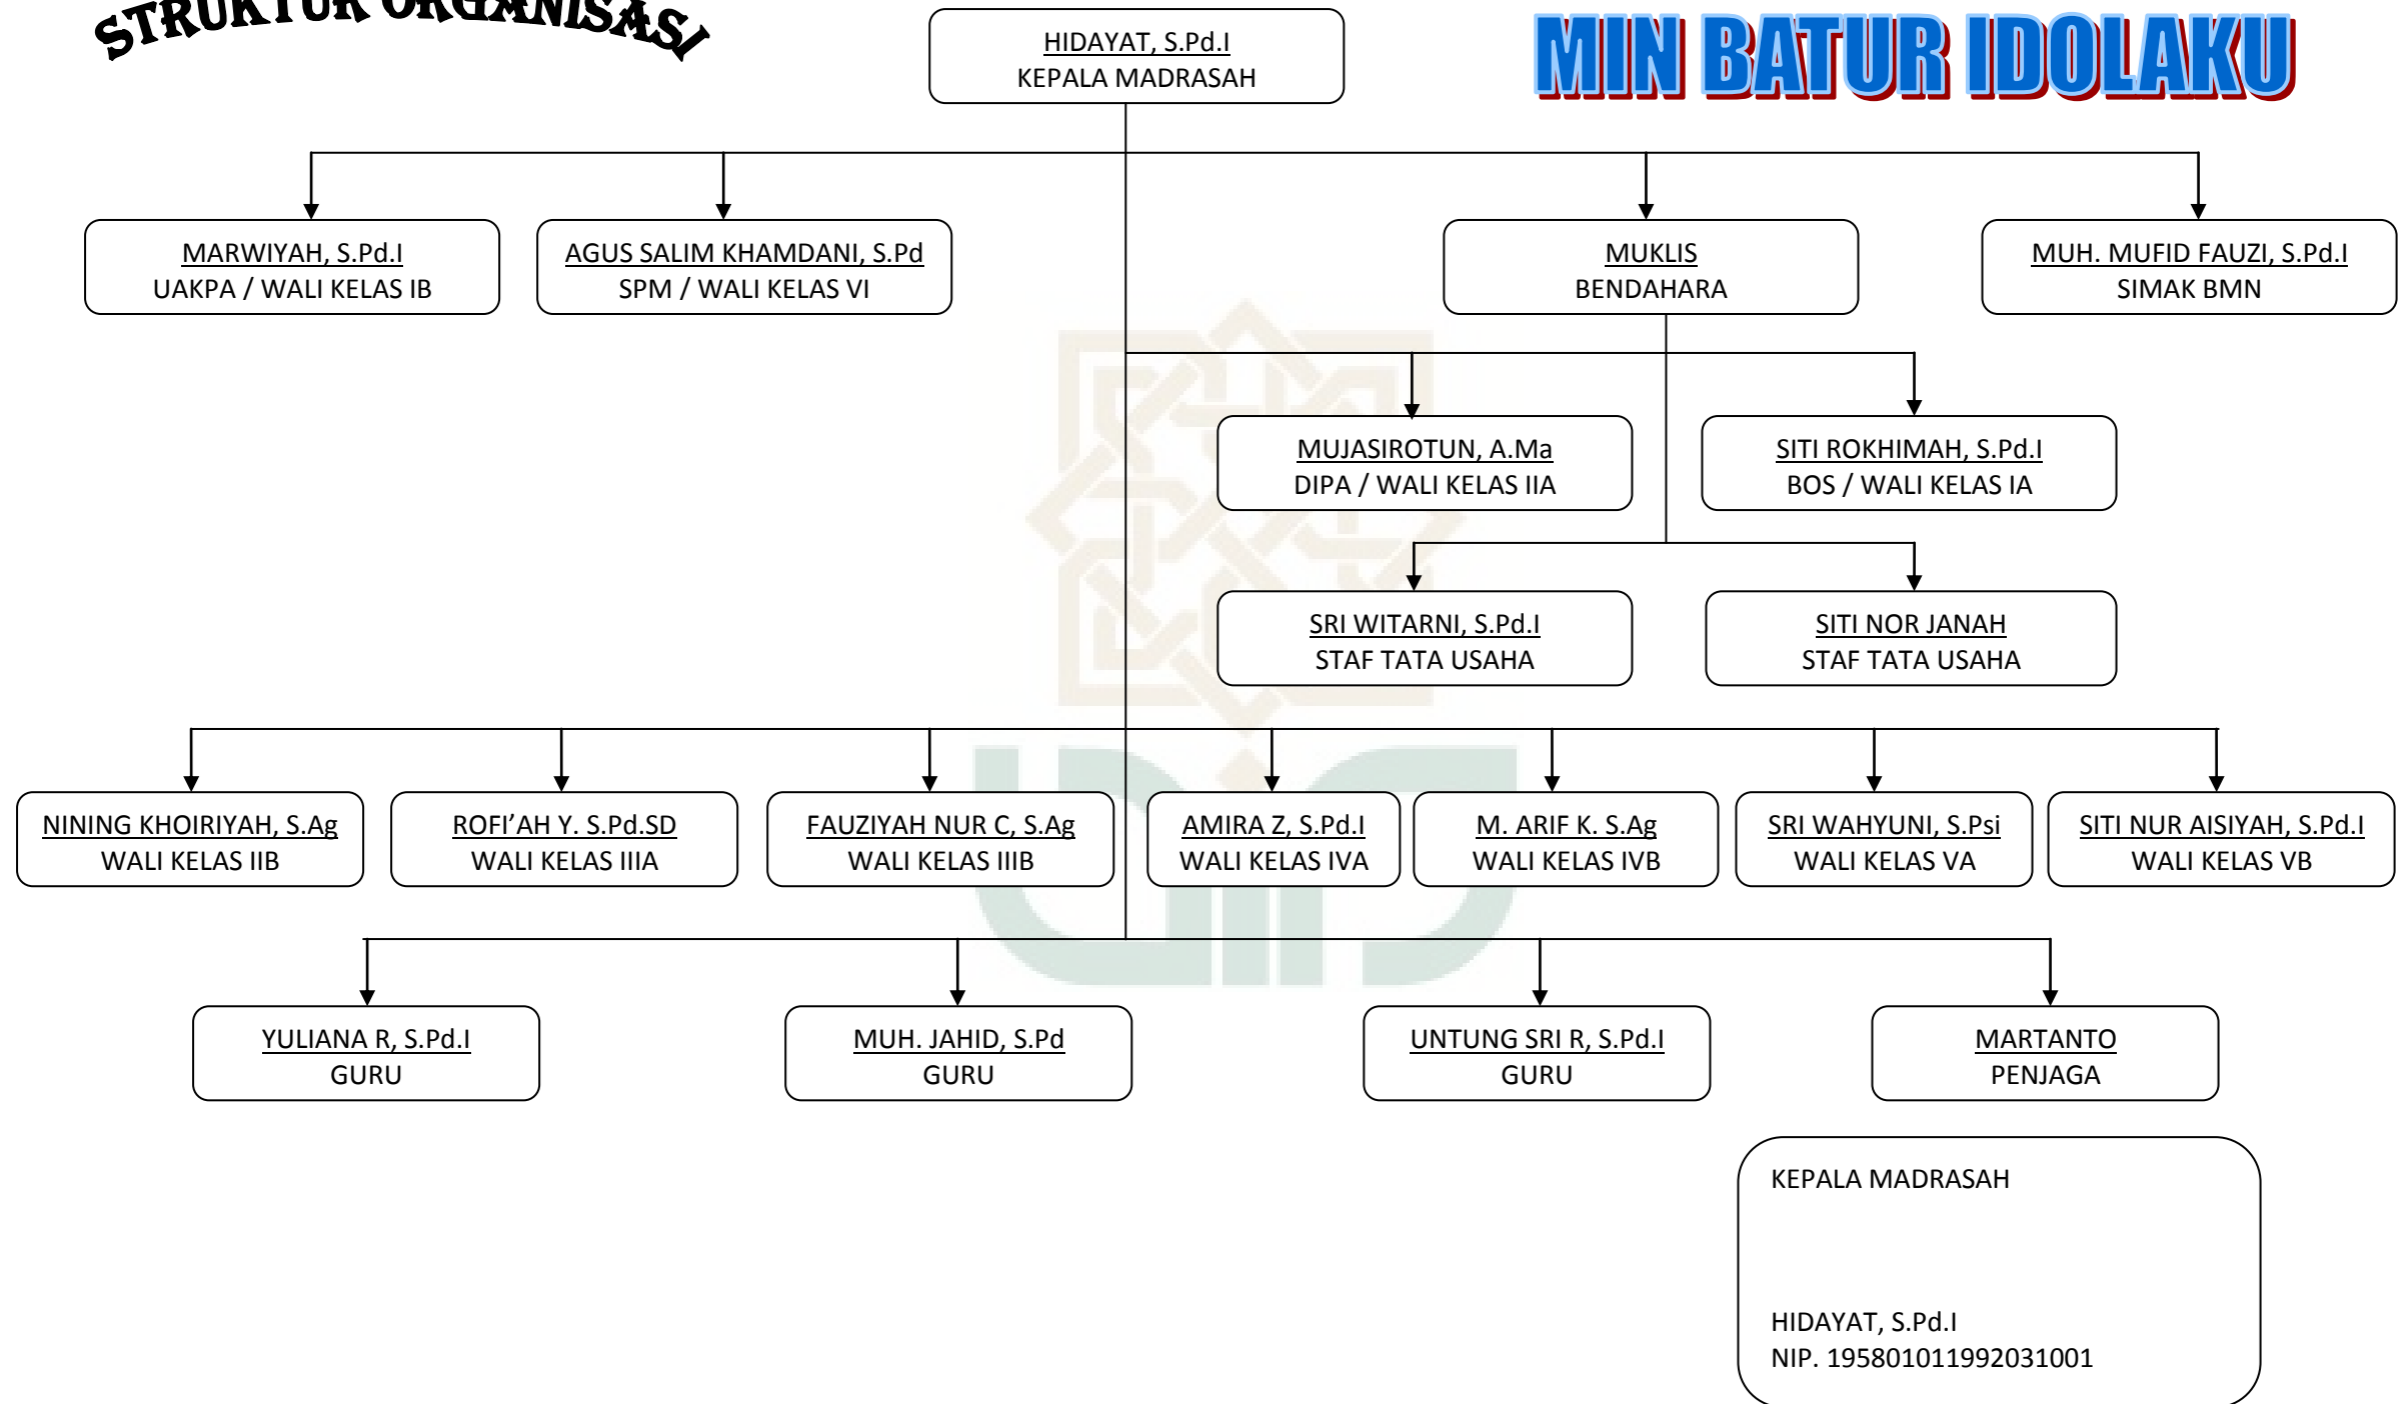 STRUKTUR ORGANISASI
MIN BATUR IDOLAKU
HIDAYAT, S.Pd.I
KEPALA MADRASAH
MARWIYAH, S.Pd.I
UAKPA / WALI KELAS IB
AGUS SALIM KHAMDANI, S.Pd
SPM / WALI KELAS VI
MUKLIS
BENDAHARA
MUH. MUFID FAUZI, S.Pd.I
SIMAK BMN
MUJASIROTUN, A.Ma
DIPA / WALI KELAS IIA
SITI ROKHIMAH, S.Pd.I
BOS / WALI KELAS IA
SRI WITARNI, S.Pd.I
STAF TATA USAHA
SITI NOR JANAH
STAF TATA USAHA
NINING KHOIRIYAH, S.Ag
WALI KELAS IIB
ROFI’AH Y. S.Pd.SD
WALI KELAS IIIA
FAUZIYAH NUR C, S.Ag
WALI KELAS IIIB
AMIRA Z, S.Pd.I
WALI KELAS IVA
M. ARIF K. S.Ag
WALI KELAS IVB
SRI WAHYUNI, S.Psi
WALI KELAS VA
SITI NUR AISIYAH, S.Pd.I
WALI KELAS VB
YULIANA R, S.Pd.I
GURU
MUH. JAHID, S.Pd
GURU
UNTUNG SRI R, S.Pd.I
GURU
MARTANTO
PENJAGA
KEPALA MADRASAH
HIDAYAT, S.Pd.I
NIP. 195801011992031001